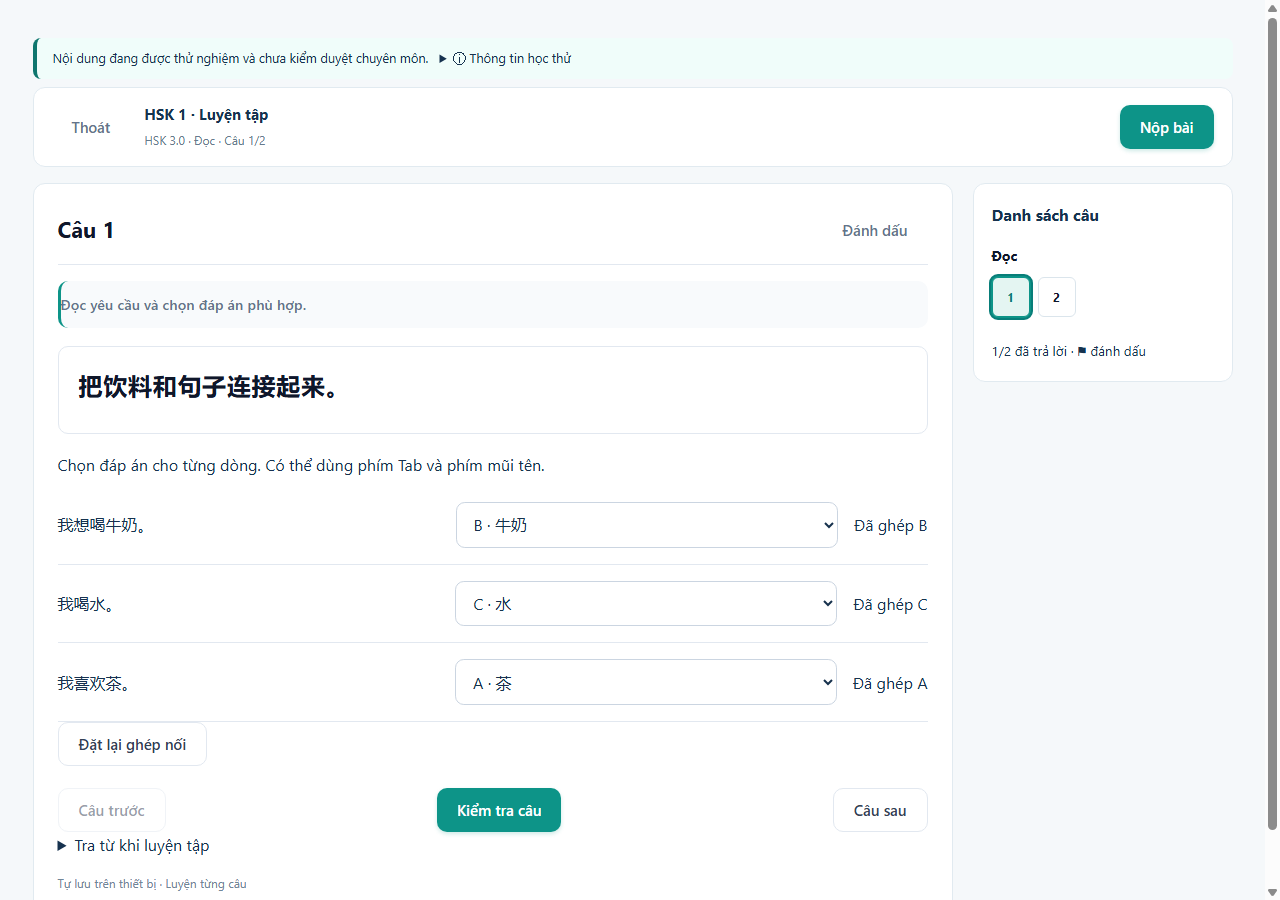 Nội dung đang được thử nghiệm và chưa kiểm duyệt chuyên môn. ▶ ⓘ Thông tin học thử
Thoát
HSK 1 · Luyện tập
HSK 3.0 · Đọc · Câu 1/2
Nộp bài
Câu 1
Đánh dấu
Đọc yêu cầu và chọn đáp án phù hợp.
把饮料和句子连接起来。
Chọn đáp án cho từng dòng. Có thể dùng phím Tab và phím mũi tên.
我想喝牛奶。
B · 牛奶
Đã ghép B
我喝水。
C · 水
Đã ghép C
我喜欢茶。
A · 茶
Đã ghép A
Đặt lại ghép nối
Câu trước
Kiểm tra câu
Câu sau
▶ Tra từ khi luyện tập
Tự lưu trên thiết bị · Luyện từng câu
Danh sách câu
Đọc
1
2
1/2 đã trả lời · ⚑ đánh dấu